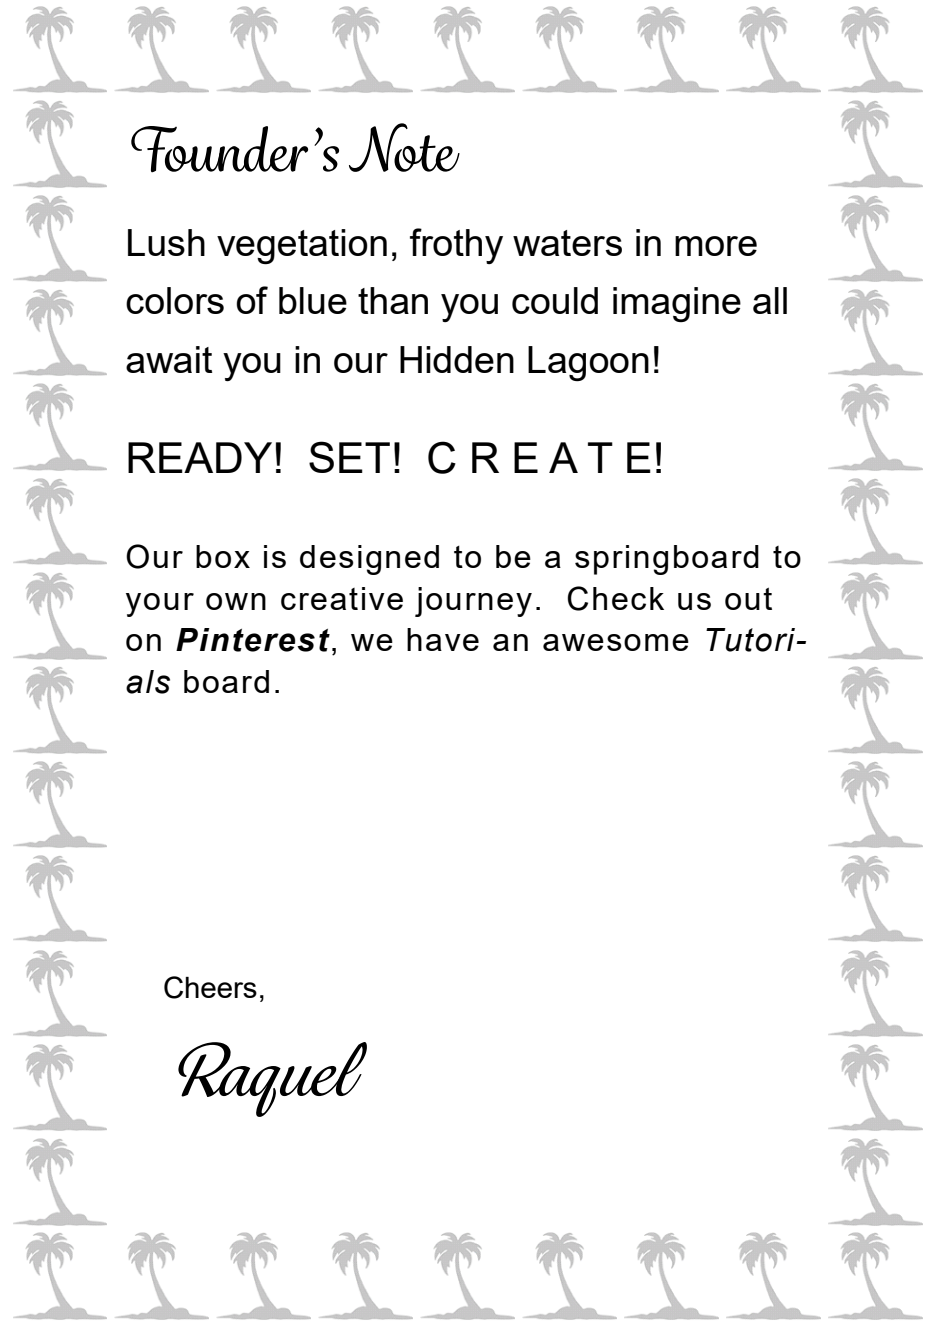 Founder’s Note
Lush vegetation, frothy waters in more
colors of blue than you could imagine all
await you in our Hidden Lagoon!
READY!  SET!  C R E A T E!
Our box is designed to be a springboard to
your own creative journey.  Check us out
on Pinterest, we have an awesome Tutori-
als board.
Cheers,
Raquel